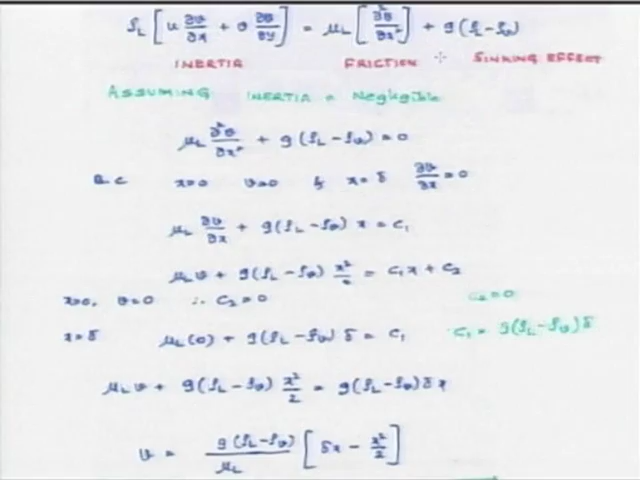 ρL [ u ∂v/∂x + v ∂v/∂y ] = μL [ ∂²v/∂x² ] + g(ρL-ρv)
INERTIA FRICTION SINKING EFFECT
ASSUMING INERTIA = Negligible
μL ∂²v/∂x² + g(ρL-ρv) = 0
B.C x=0 v=0 & x=δ ∂v/∂x = 0
μL ∂v/∂x + g(ρL-ρv) x = C1
μL v + g(ρL-ρv) x²/2 = C1x + C2
x=0, v=0 ∴ C2=0 C2=0
x=δ μL(0) + g(ρL-ρv) δ = C1 C1 = g(ρL-ρv)δ
μL v + g(ρL-ρv) x²/2 = g(ρL-ρv)δx
v = g(ρL-ρv)/μL [ δx - x²/2 ]